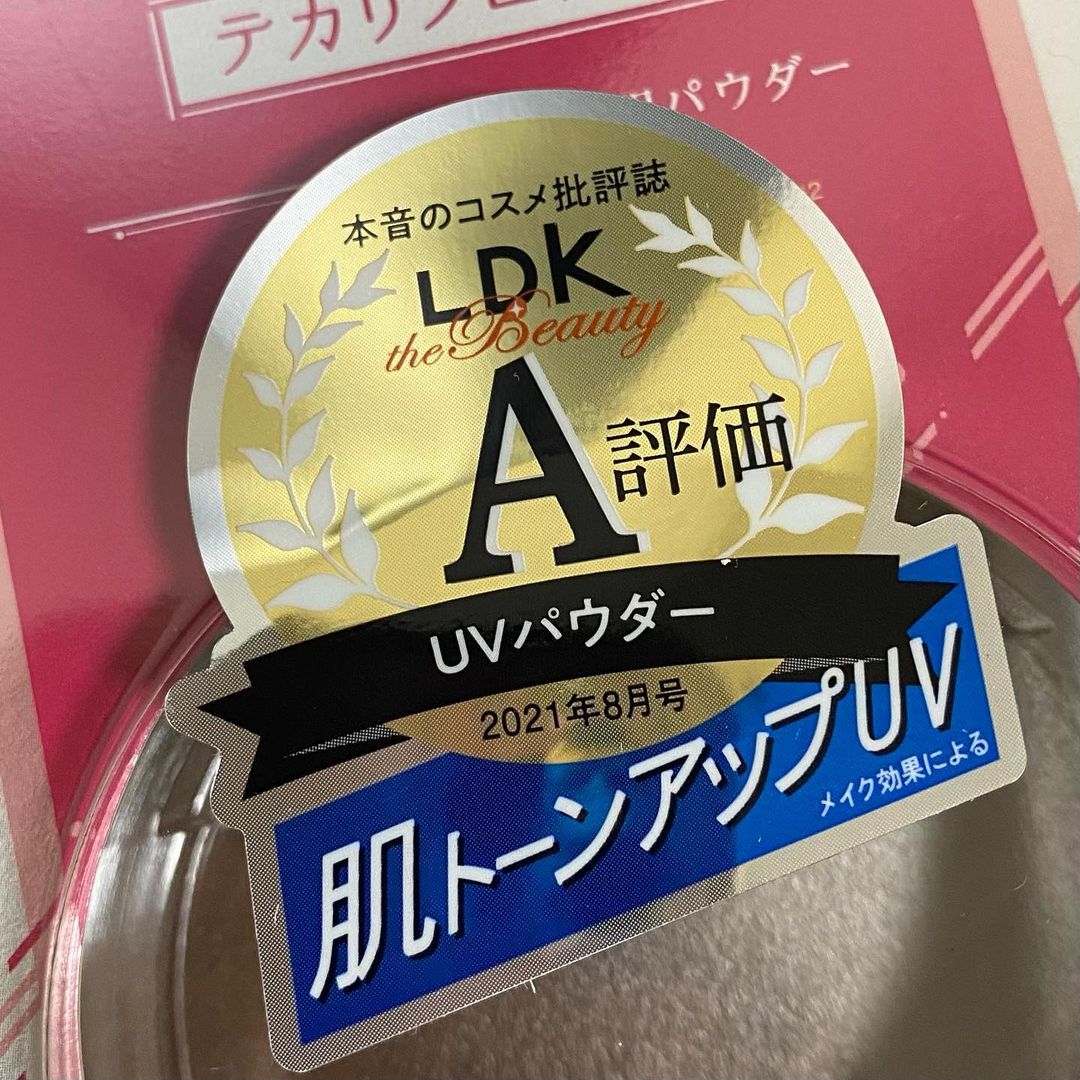 テカリ
パウダー
本音のコスメ批評誌
LDK
the Beauty
A評価
UVパウダー
2021年8月号
肌トーンアップUV
メイク効果による